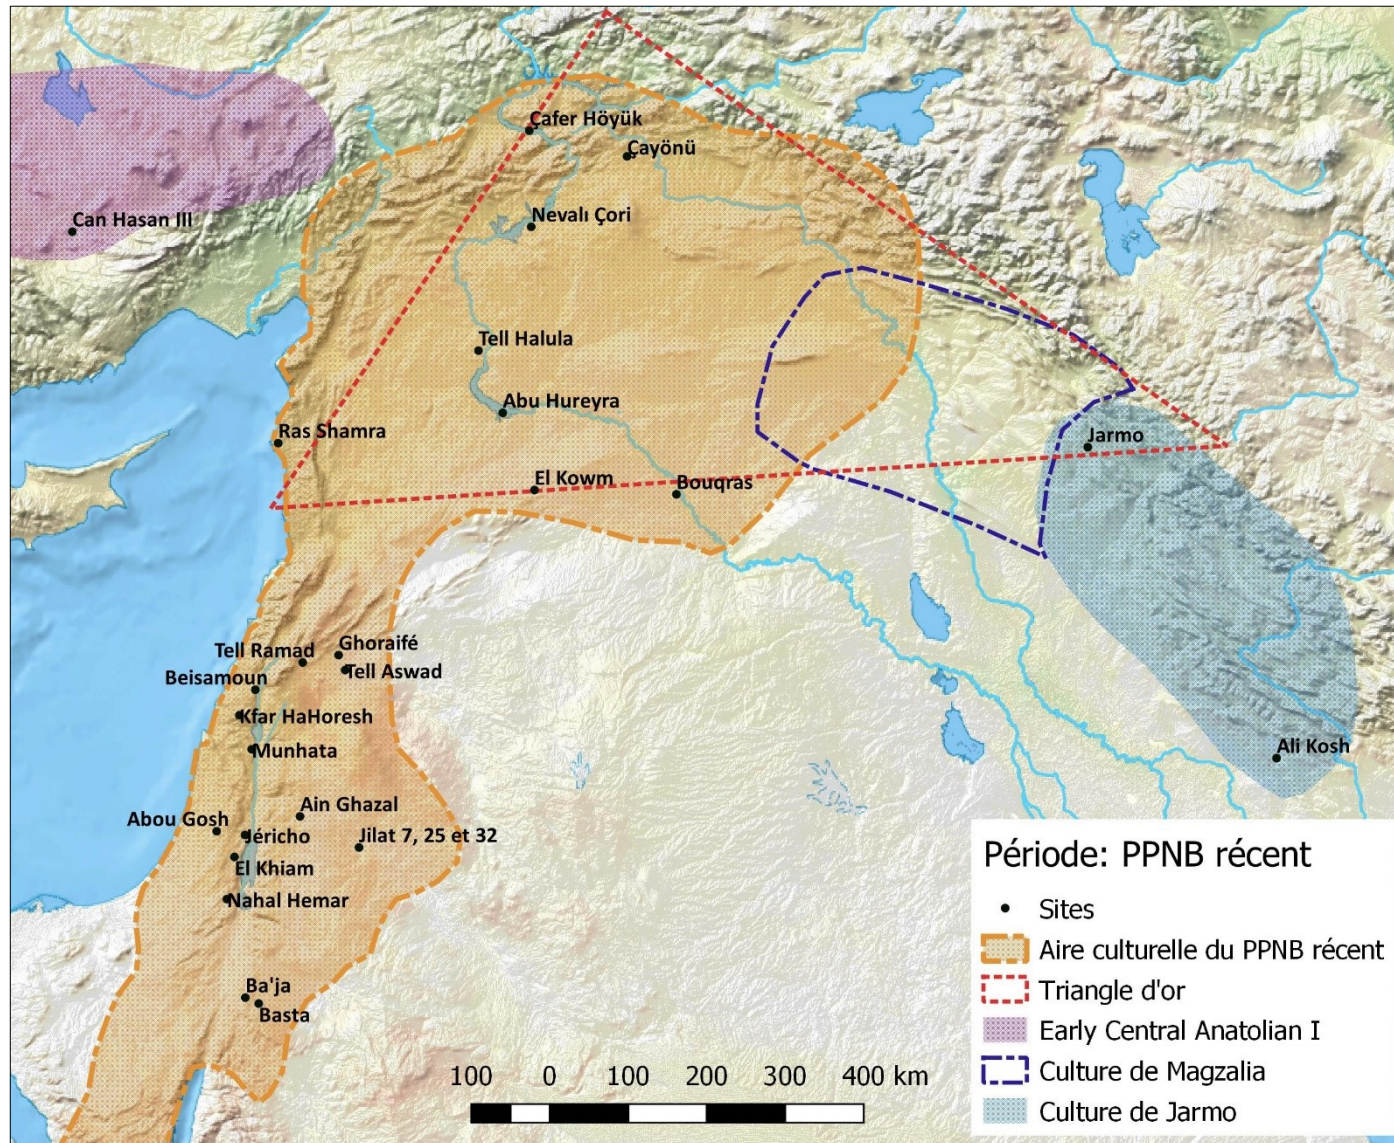 Çafer Höyük
Çayönü
Can Hasan III
Nevalı Çori
Tell Halula
Abu Hureyra
Ras Shamra
Jarmo
El Kowm
Bouqras
Ghoraifé
Tell Ramad
Tell Aswad
Beisamoun
Kfar HaHoresh
Munhata
Ali Kosh
Ain Ghazal
Abou Gosh
Jéricho
Jilat 7, 25 et 32
El Khiam
Nahal Hemar
Ba'ja
Basta
100 0 100 200 300 400 km
Période: PPNB récent
Sites
Aire culturelle du PPNB récent
Triangle d'or
Early Central Anatolian I
Culture de Magzalia
Culture de Jarmo